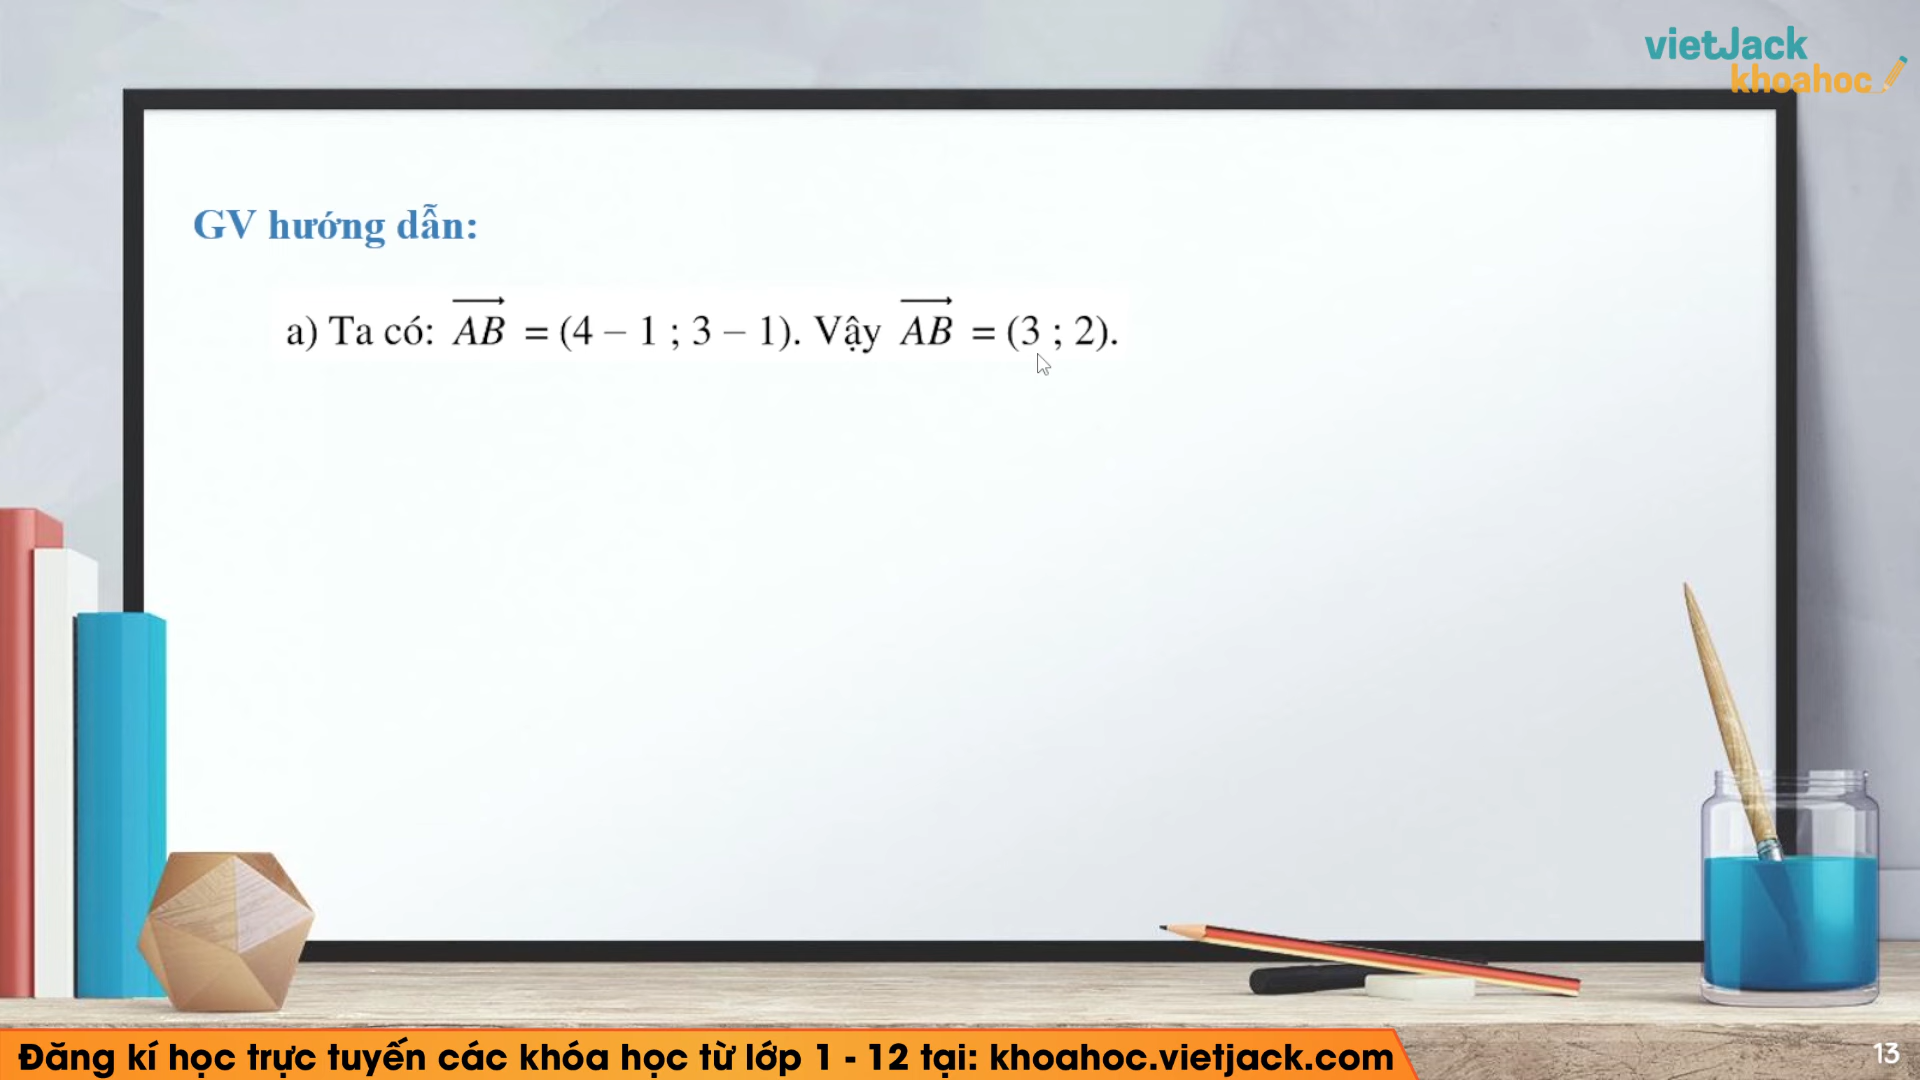 vietJack
khoahoc
GV hướng dẫn:
a) Ta có: $\overrightarrow{AB}$ = (4 – 1 ; 3 – 1). Vậy $\overrightarrow{AB}$ = (3 ; 2).
Đăng kí học trực tuyến các khóa học từ lớp 1 - 12 tại: khoahoc.vietjack.com
13